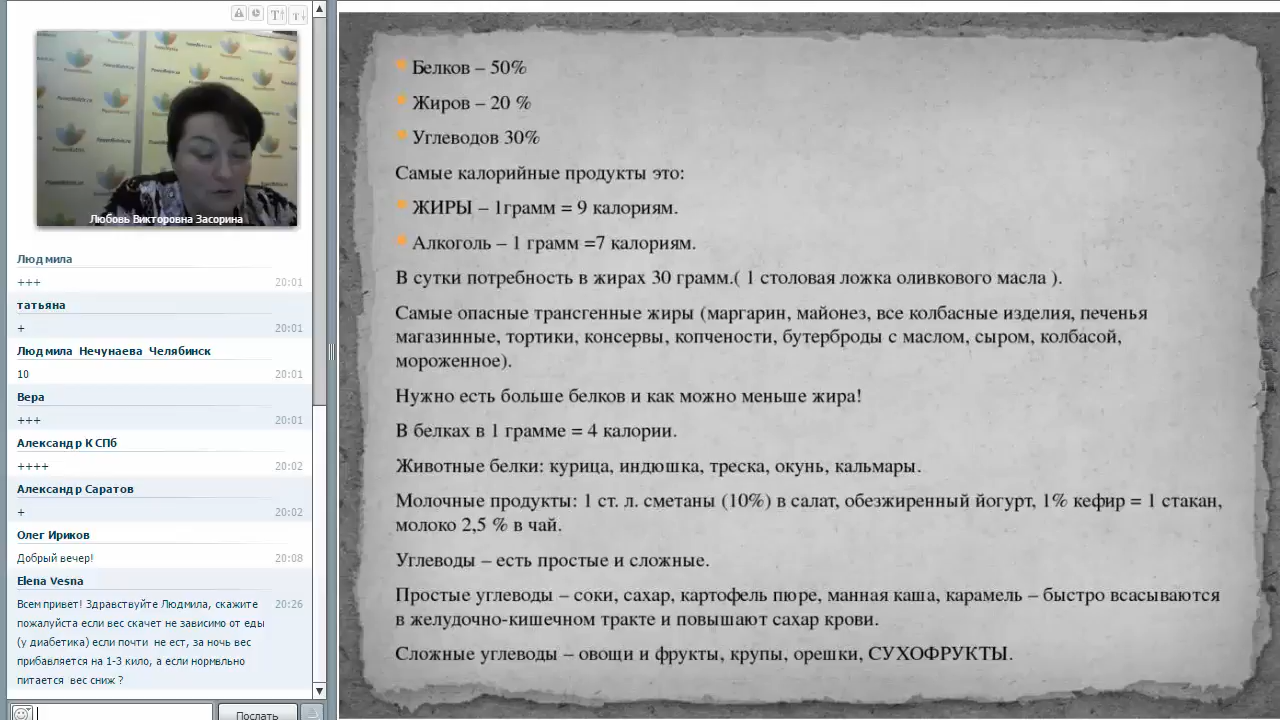 Любовь Викторовна Засорина
Людмила
+++ 20:01
татьяна
+ 20:01
Людмила Нечунаева Челябинск
10 20:01
Вера
+++ 20:01
Александр К СПб
++++ 20:02
Александр Саратов
+ 20:02
Олег Ириков
Добрый вечер! 20:08
Elena Vesna
Всем привет! Здравствуйте Людмила, скажите 20:26
пожалуйста если вес скачет не зависимо от еды
(у диабетика) если почти не ест, за ночь вес
прибавляется на 1-3 кило, а если нормвльно
питается вес сниж ?
Послать
Белков – 50%
Жиров – 20 %
Углеводов 30%
Самые калорийные продукты это:
ЖИРЫ – 1грамм = 9 калориям.
Алкоголь – 1 грамм =7 калориям.
В сутки потребность в жирах 30 грамм.( 1 столовая ложка оливкового масла ).
Самые опасные трансгенные жиры (маргарин, майонез, все колбасные изделия, печенья
магазинные, тортики, консервы, копчености, бутерброды с маслом, сыром, колбасой,
мороженное).
Нужно есть больше белков и как можно меньше жира!
В белках в 1 грамме = 4 калории.
Животные белки: курица, индюшка, треска, окунь, кальмары.
Молочные продукты: 1 ст. л. сметаны (10%) в салат, обезжиренный йогурт, 1% кефир = 1 стакан,
молоко 2,5 % в чай.
Углеводы – есть простые и сложные.
Простые углеводы – соки, сахар, картофель пюре, манная каша, карамель – быстро всасываются
в желудочно-кишечном тракте и повышают сахар крови.
Сложные углеводы – овощи и фрукты, крупы, орешки, СУХОФРУКТЫ.